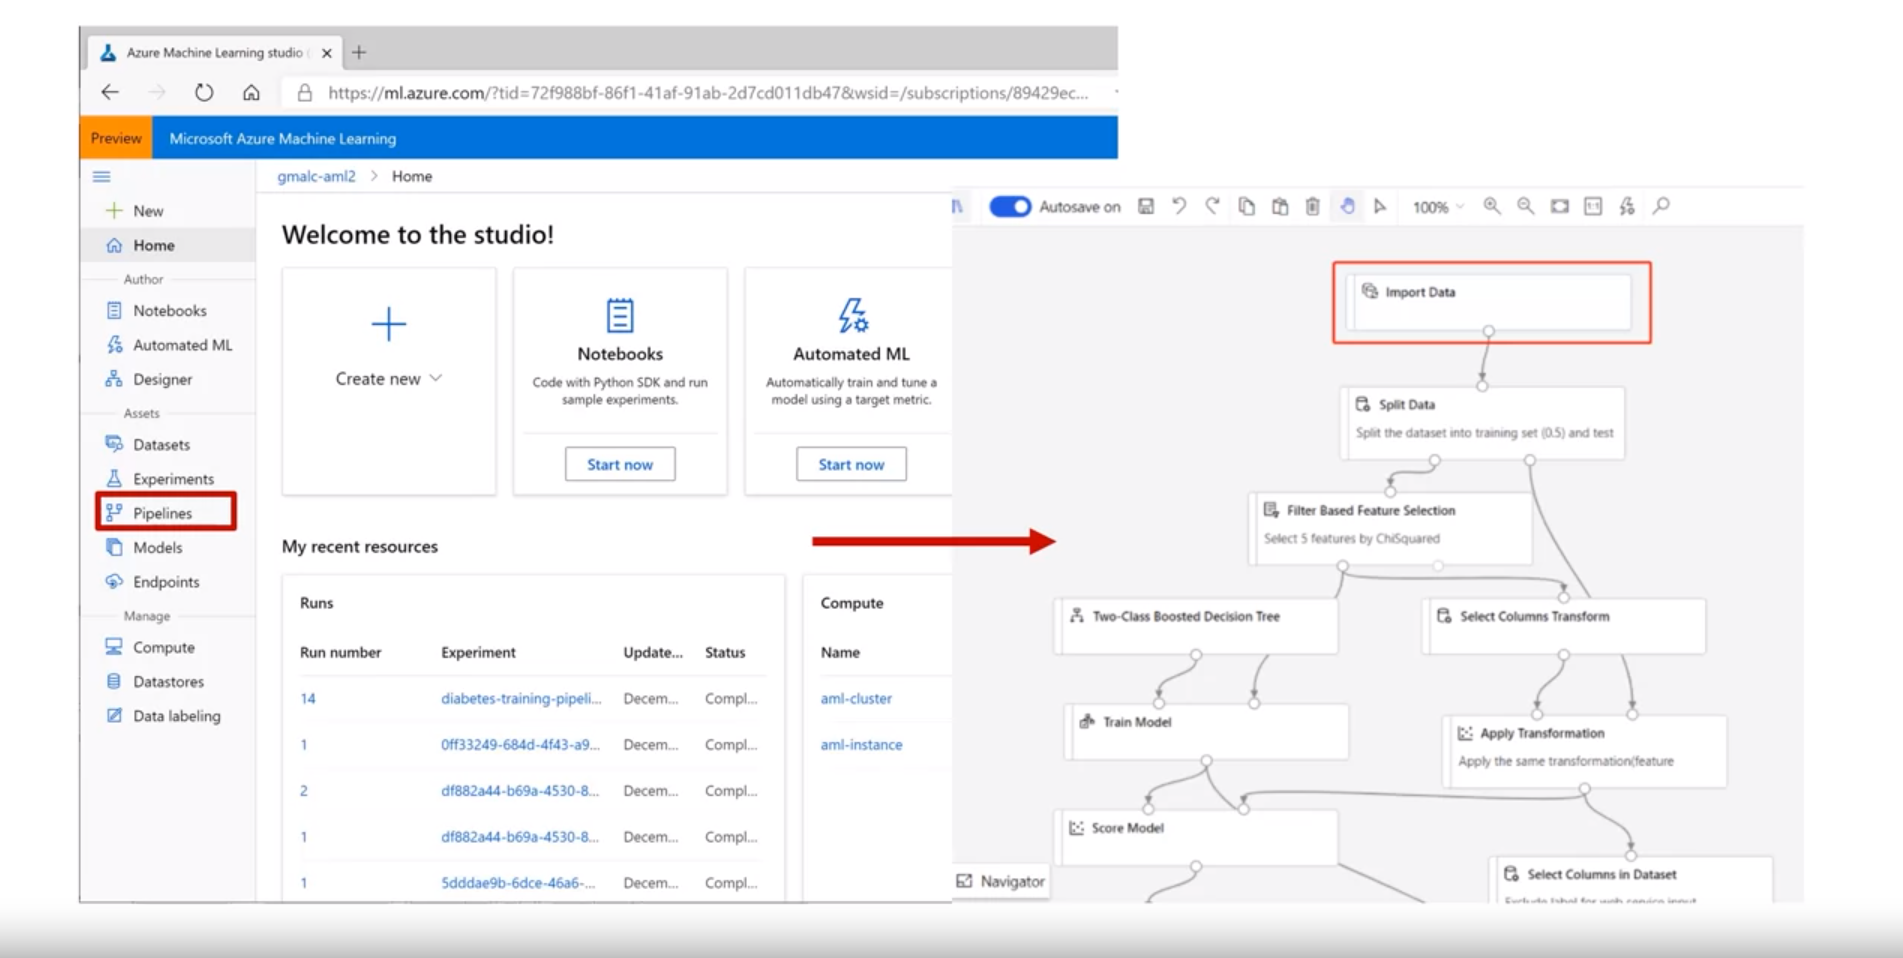 Azure Machine Learning studio (
https://ml.azure.com/?tid=72f988bf-86f1-41af-91ab-2d7cd011db47&wsid=/subscriptions/89429ec...
Preview
Microsoft Azure Machine Learning
gmalc-aml2 > Home
New
Home
Author
Notebooks
Automated ML
Designer
Assets
Datasets
Experiments
Pipelines
Models
Endpoints
Manage
Compute
Datastores
Data labeling
Welcome to the studio!
Create new
Notebooks
Code with Python SDK and run
sample experiments.
Start now
Automated ML
Automatically train and tune a
model using a target metric.
Start now
My recent resources
Runs
Run number Experiment Update... Status
14 diabetes-training-pipeli... Decem... Compl...
1 0ff33249-684d-4f43-a9... Decem... Compl...
2 df882a44-b69a-4530-8... Decem... Compl...
1 df882a44-b69a-4530-8... Decem... Compl...
1 5dddae9b-6dce-46a6-... Decem... Compl...
Compute
Name
aml-cluster
aml-instance
Autosave on
100%
1:1
Import Data
Split Data
Split the dataset into training set (0.5) and test
Filter Based Feature Selection
Select 5 features by ChiSquared
Two-Class Boosted Decision Tree
Select Columns Transform
Train Model
Apply Transformation
Apply the same transformation(feature
Score Model
Select Columns in Dataset
Exclude label for web service input
Navigator